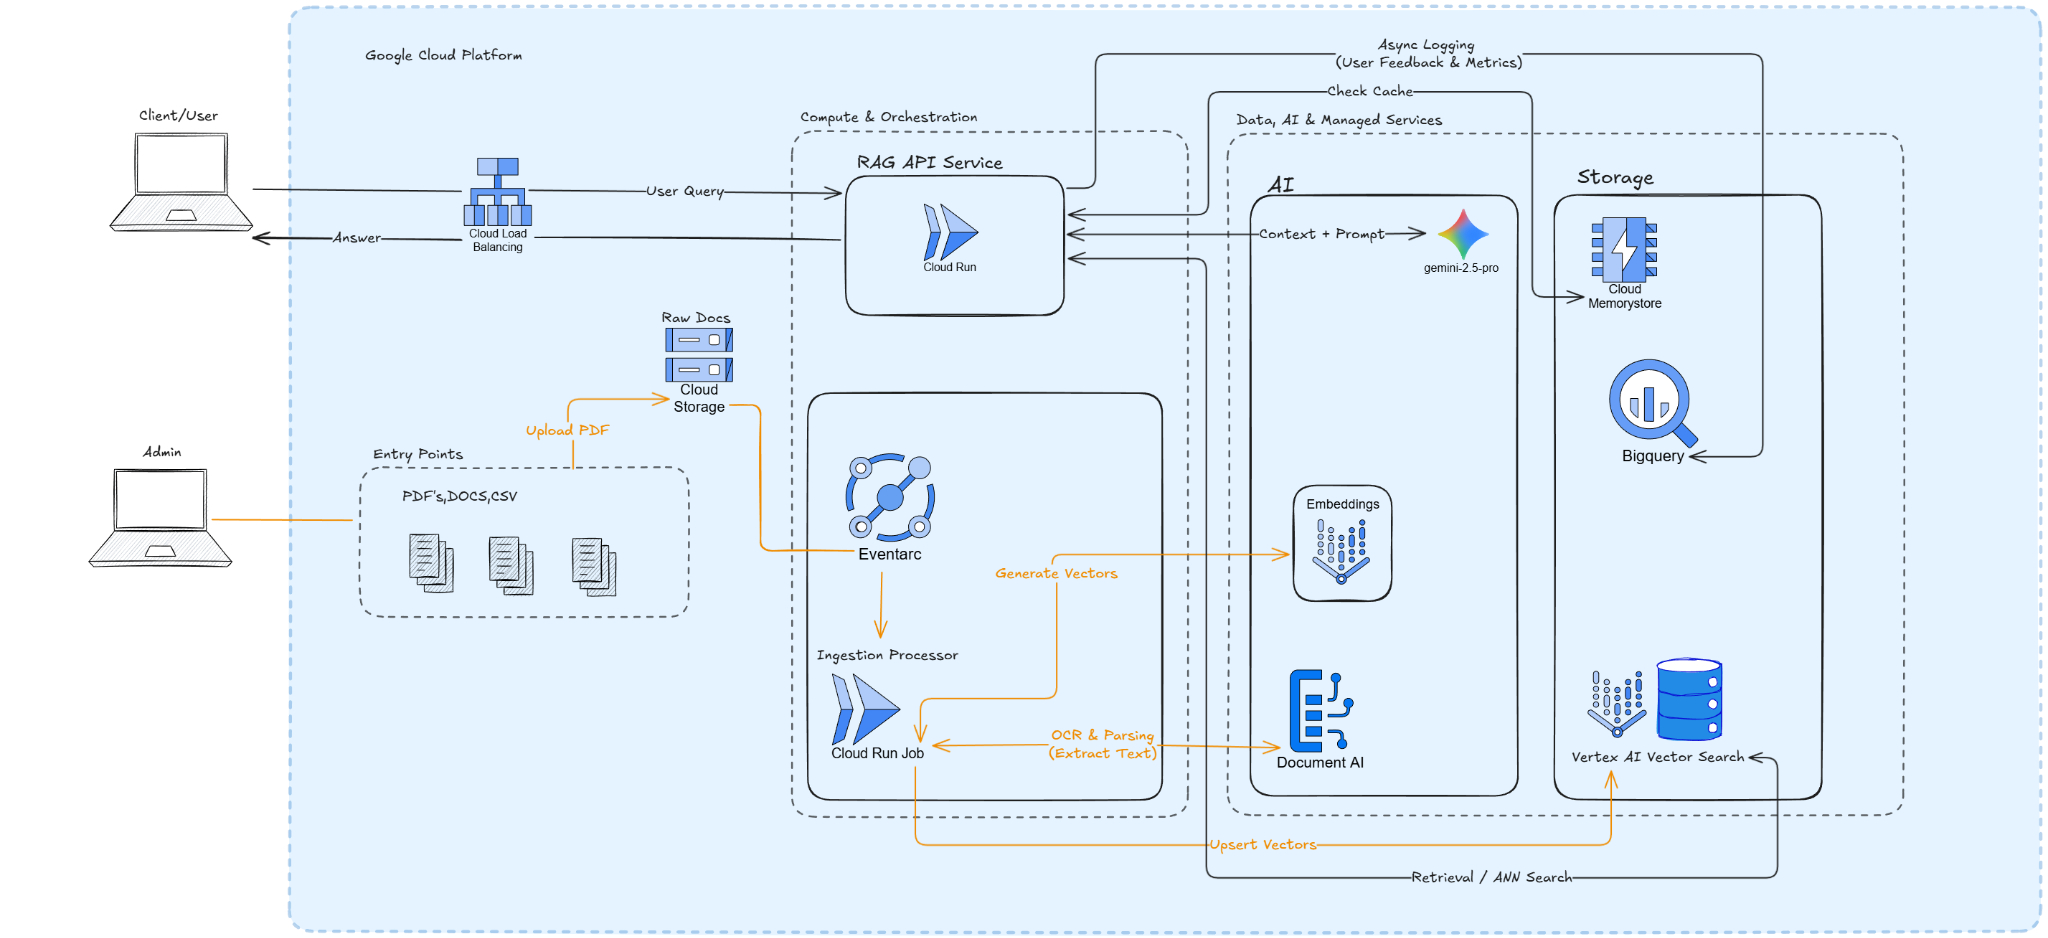 Google Cloud Platform
Async Logging
(User Feedback & Metrics)
Check Cache
Client/User
Compute & Orchestration
Data, AI & Managed Services
RAG API Service
AI
Storage
User Query
Cloud Load
Balancing
Answer
Cloud Run
Context + Prompt
gemini-2.5-pro
Cloud
Memorystore
Raw Docs
Cloud
Storage
Upload PDF
Admin
Entry Points
PDF's,DOCS,CSV
Bigquery
Eventarc
Embeddings
Generate Vectors
Ingestion Processor
Cloud Run Job
OCR & Parsing
(Extract Text)
Document AI
Vertex AI Vector Search
Upsert Vectors
Retrieval / ANN Search